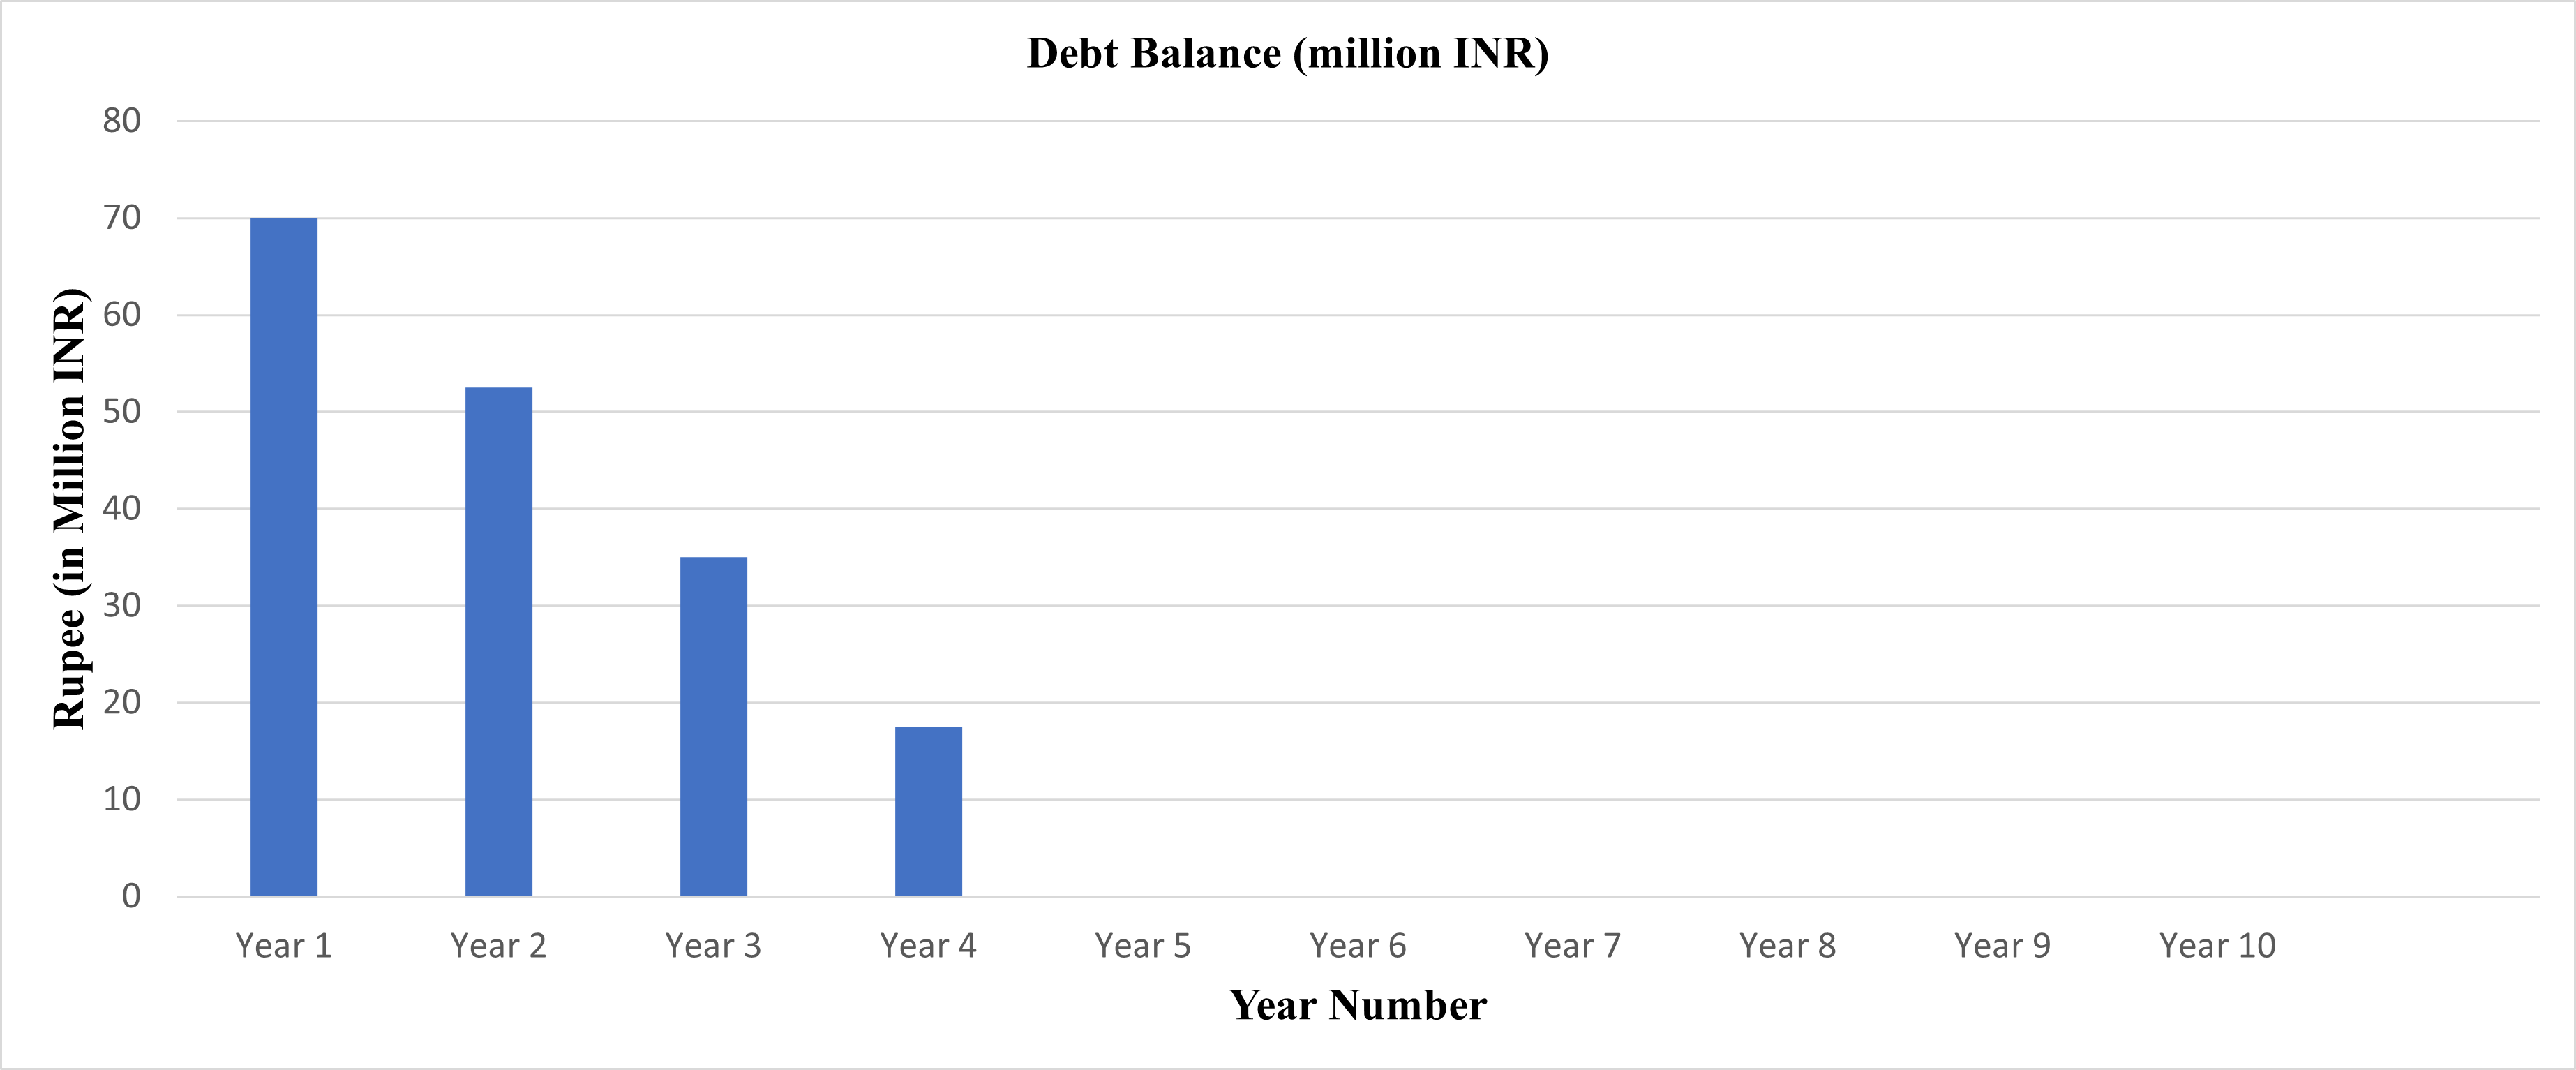 Debt Balance (million INR)
80
70
60
50
40
30
20
10
0
Rupee (in Million INR)
Year 1 Year 2 Year 3 Year 4 Year 5 Year 6 Year 7 Year 8 Year 9 Year 10
Year Number